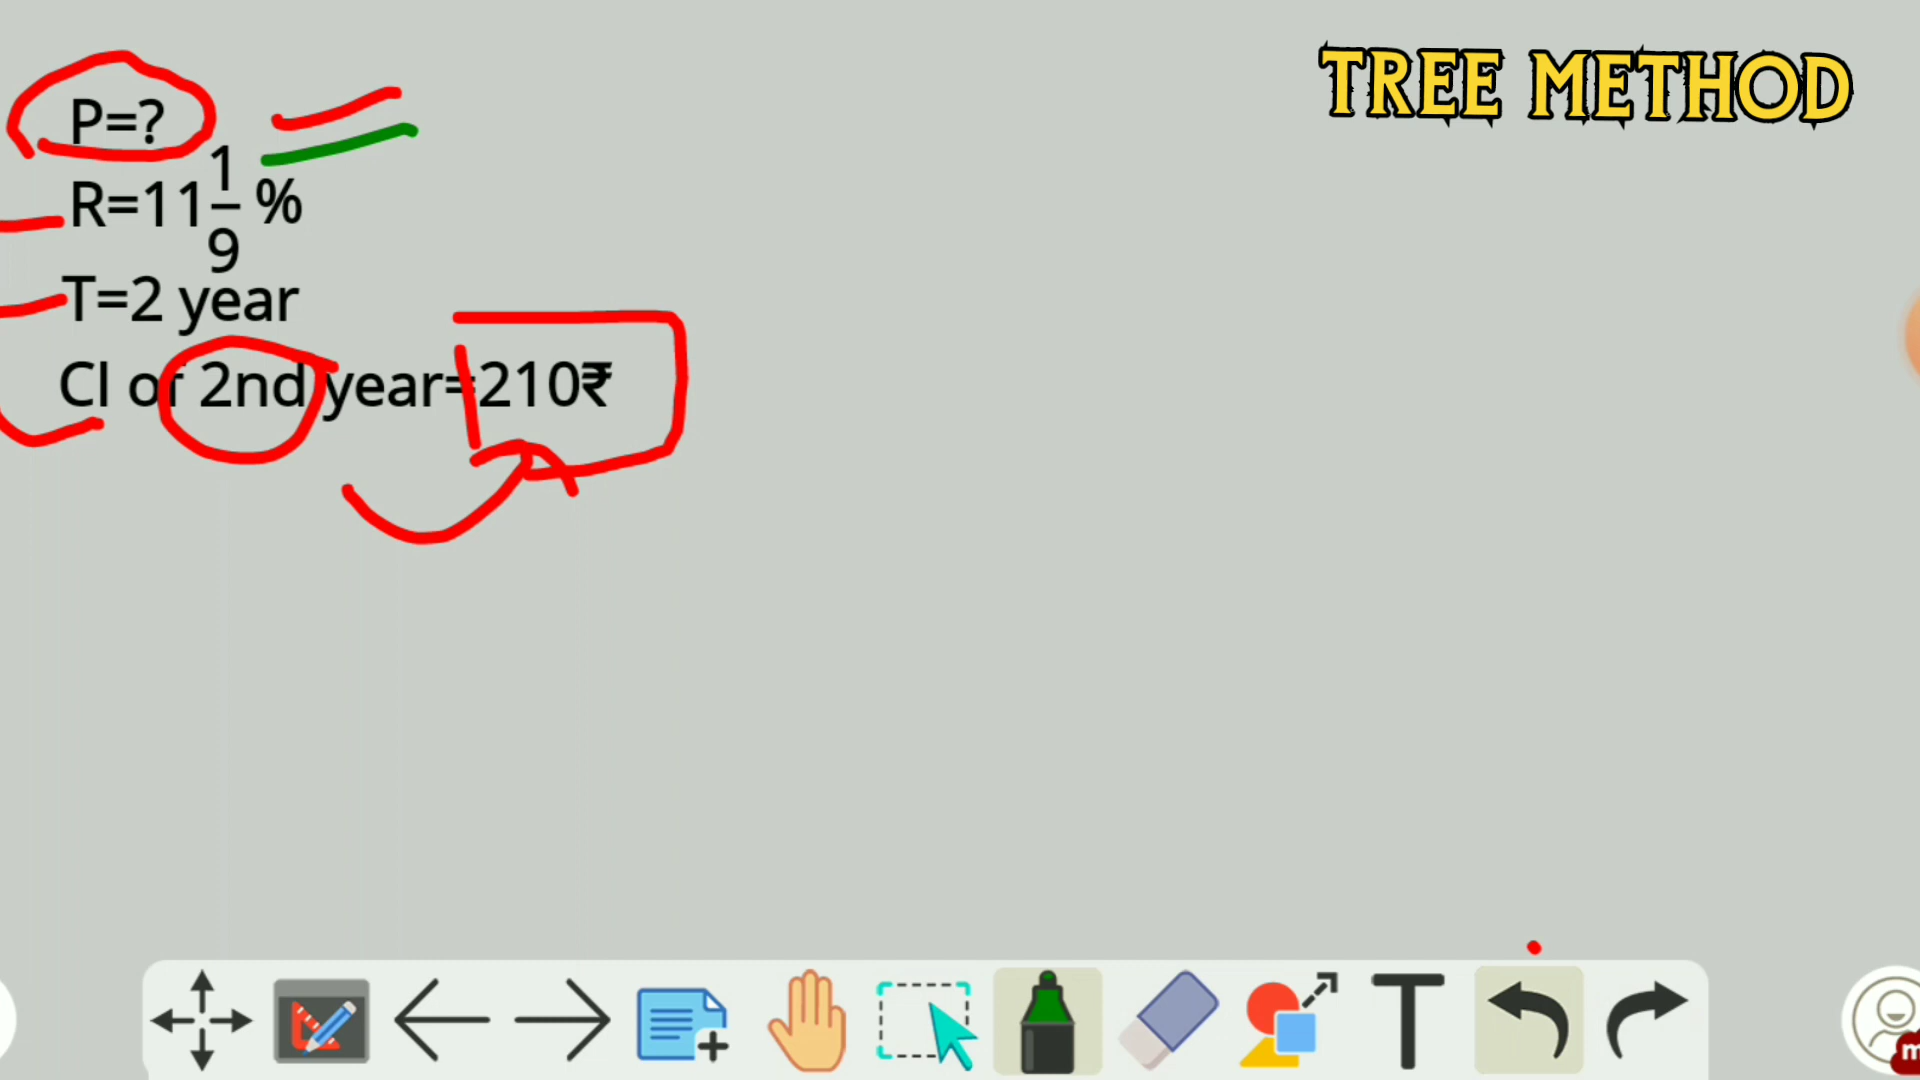 TREE METHOD
P=?
R=11 1/9 %
T=2 year
CI of 2nd year=210₹
T
m